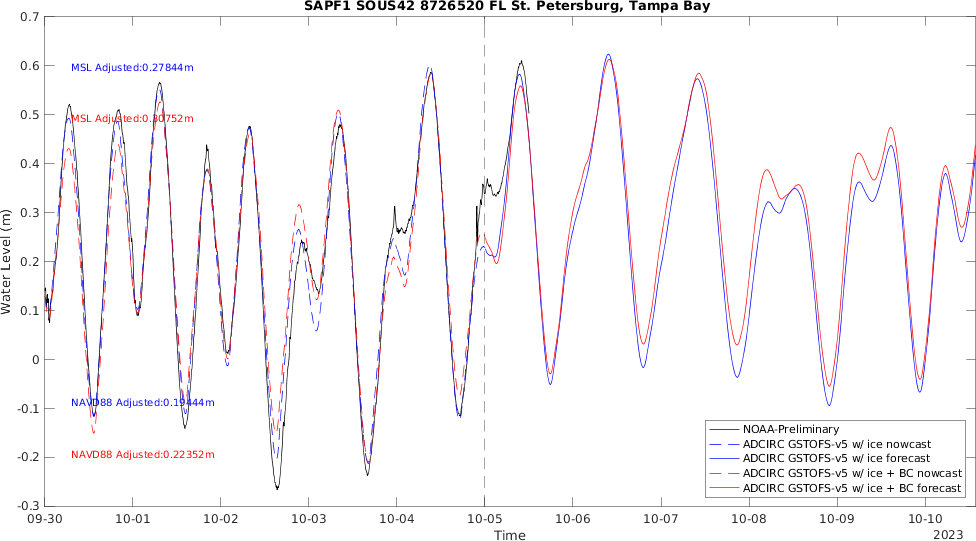 SAPF1 SOUS42 8726520 FL St. Petersburg, Tampa Bay
0.7
0.6
0.5
0.4
0.3
0.2
0.1
0
-0.1
-0.2
-0.3
Water Level (m)
MSL Adjusted:0.27844m
MSL Adjusted:0.30752m
NAVD88 Adjusted:0.19444m
NAVD88 Adjusted:0.22352m
NOAA-Preliminary
ADCIRC GSTOFS-v5 w/ ice nowcast
ADCIRC GSTOFS-v5 w/ ice forecast
ADCIRC GSTOFS-v5 w/ ice + BC nowcast
ADCIRC GSTOFS-v5 w/ ice + BC forecast
09-30 10-01 10-02 10-03 10-04 10-05 10-06 10-07 10-08 10-09 10-10
Time
2023